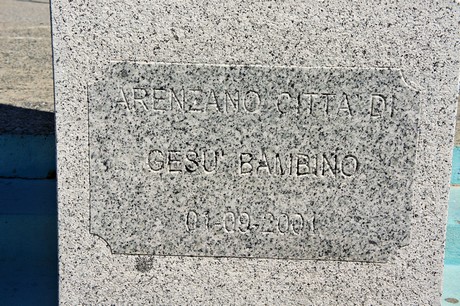 ARENZANO CITTA DI
GESU' BAMBINO
01-09-2001